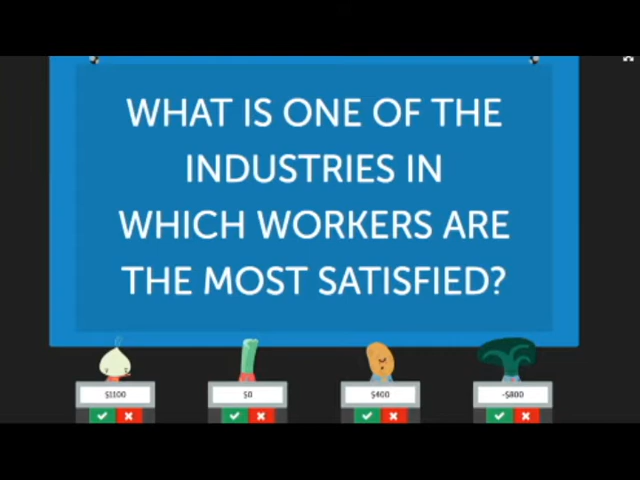 WHAT IS ONE OF THE
INDUSTRIES IN
WHICH WORKERS ARE
THE MOST SATISFIED?
$1100
$0
$400
-$800